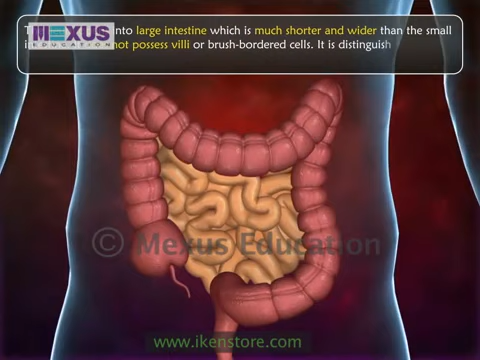 T into large intestine which is much shorter and wider than the small
i not possess villi or brush-bordered cells. It is distinguish
MEXUS
EDUCATION
© Mexus Education
www.ikenstore.com